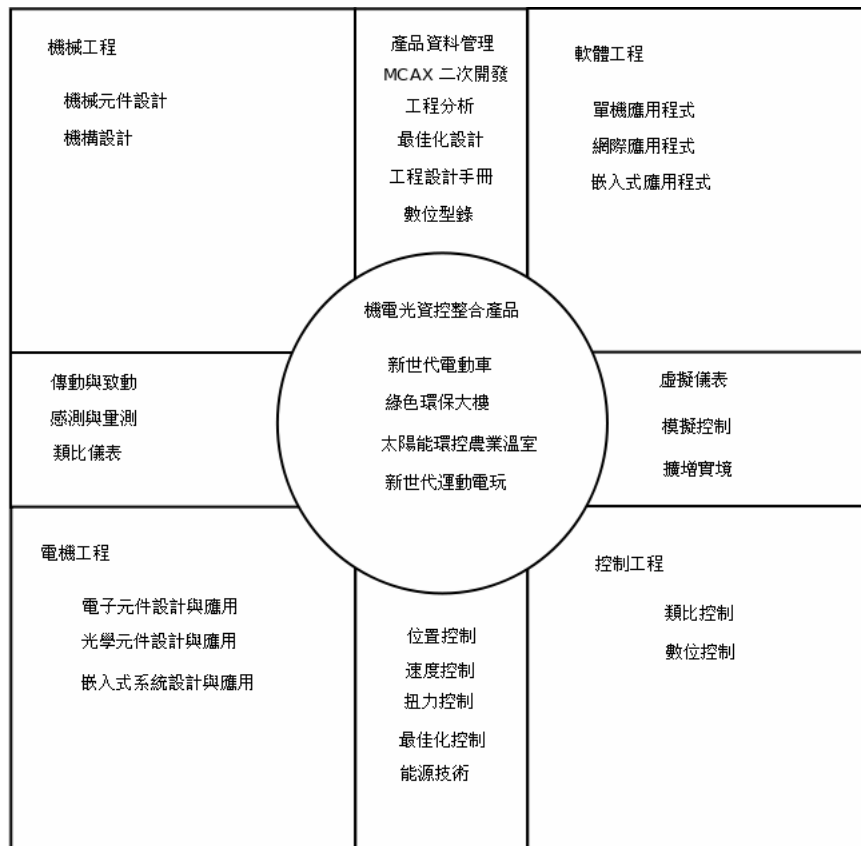 機械工程
機械元件設計
機構設計
產品資料管理
MCAX 二次開發
工程分析
最佳化設計
工程設計手冊
數位型錄
軟體工程
單機應用程式
網際應用程式
嵌入式應用程式
傳動與致動
感測與量測
類比儀表
機電光資控整合產品
新世代電動車
綠色環保大樓
太陽能環控農業溫室
新世代運動電玩
虛擬儀表
模擬控制
擴增實境
電機工程
電子元件設計與應用
光學元件設計與應用
嵌入式系統設計與應用
位置控制
速度控制
扭力控制
最佳化控制
能源技術
控制工程
類比控制
數位控制